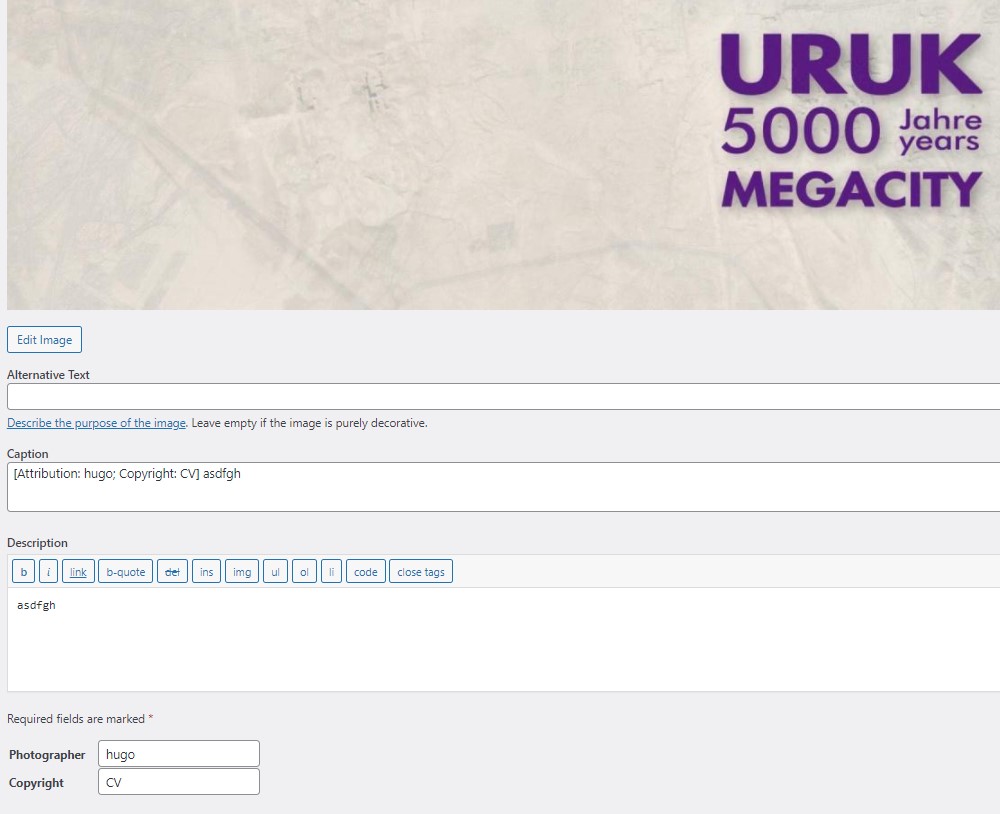 URUK
5000 Jahre
years
MEGACITY
Edit Image
Alternative Text
Describe the purpose of the image. Leave empty if the image is purely decorative.
Caption
[Attribution: hugo; Copyright: CV] asdfgh
Description
b i link b-quote del ins img ul ol li code close tags
asdfgh
Required fields are marked *
Photographer hugo
Copyright CV